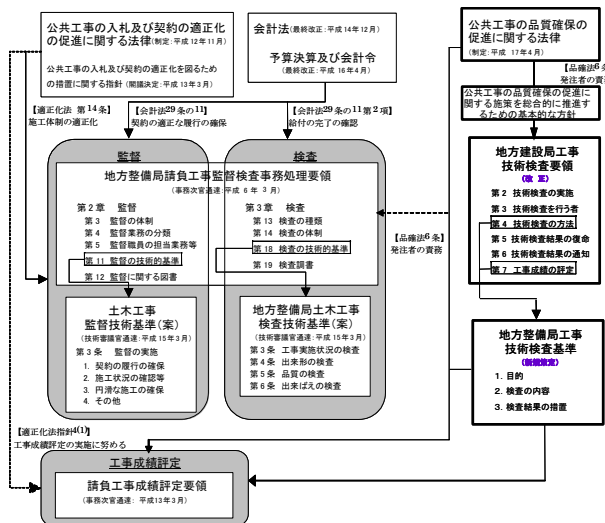 公共工事の入札及び契約の適正化
の促進に関する法律
(制定:平成12年11月)
公共工事の入札及び契約の適正化を図るため
の措置に関する指針(閣議決定:平成13年3月)
会計法(最終改正:平成14年12月)
予算決算及び会計令
(最終改正:平成16年4月)
公共工事の品質確保の
促進に関する法律
(制定:平成17年4月)
【品確法6条】
発注者の責務
公共工事の品質確保の促進
に関する施策を総合的に推進す
るための基本的な方針
【適正化法 第14条】
施工体制の適正化
【会計法29条の11】
契約の適正な履行の確保
【会計法29条の11第2項】
給付の完了の確認
監督
検査
地方整備局請負工事監督検査事務処理要領
(事務次官通達:平成6年3月)
第2章 監督
第3 監督の体制
第4 監督業務の分類
第5 監督職員の担当業務等
第11 監督の技術的基準
第12 監督に関する図書
第3章 検査
第13 検査の種類
第14 検査の体制
第18 検査の技術的基準
第19 検査調書
【品確法6条】
発注者の責務
地方建設局工事
技術検査要領
(改 正)
第2 技術検査の実施
第3 技術検査を行う者
第4 技術検査の方法
第5 技術検査結果の復命
第6 技術検査結果の通知
第7 工事成績の評定
土木工事
監督技術基準(案)
(技術審議官通達:平成15年3月)
第3条 監督の実施
1. 契約の履行の確保
2. 施工状況の確認等
3. 円滑な施工の確保
4. その他
地方整備局土木工事
検査技術基準(案)
(技術審議官通達:平成15年3月)
第3条 工事実施状況の検査
第4条 出来形の検査
第5条 品質の検査
第6条 出来ばえの検査
地方整備局工事
技術検査基準
(新規策定)
1. 目的
2. 検査の内容
3. 検査結果の措置
【適正化法指針4(1)】
工事成績評定の実施に努める
工事成績評定
請負工事成績評定要領
(事務次官通達:平成13年3月)